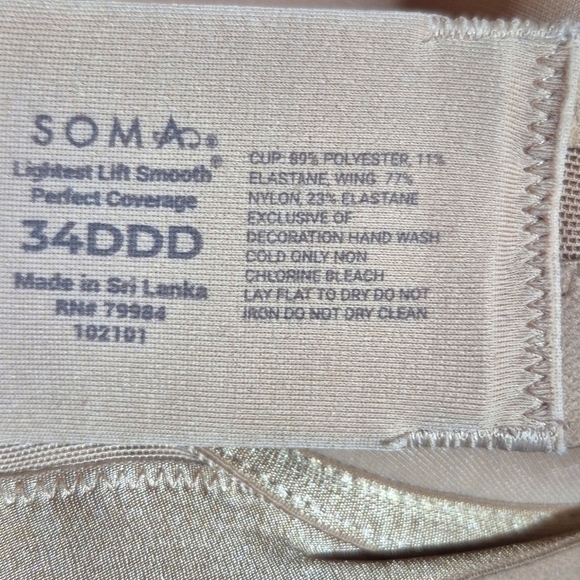 SOMA®
Lightest Lift Smooth®
Perfect Coverage
34DDD
Made in Sri Lanka
RN# 79984
102101
CUP: 89% POLYESTER, 11%
ELASTANE, WING: 77%
NYLON, 23% ELASTANE
EXCLUSIVE OF
DECORATION HAND WASH
COLD ONLY NON
CHLORINE BLEACH
LAY FLAT TO DRY DO NOT
IRON DO NOT DRY CLEAN